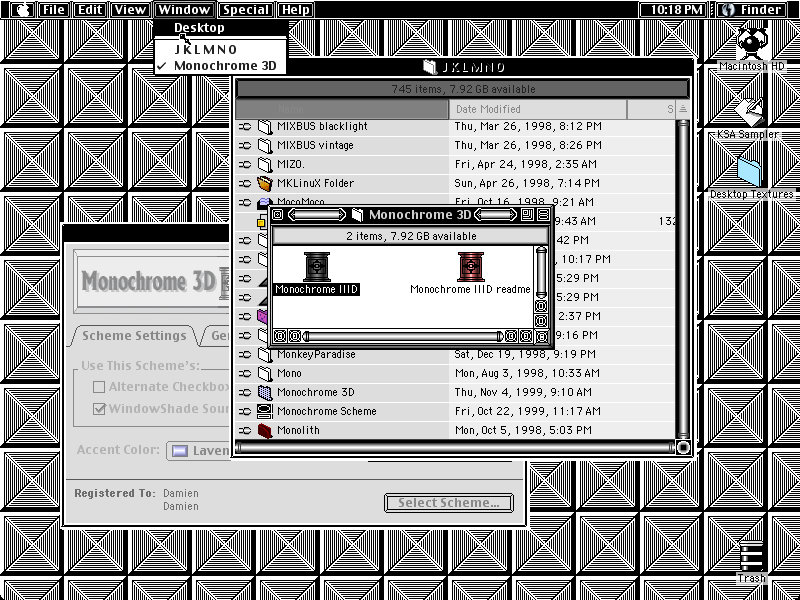 File Edit View Window Special Help 10:18 PM Finder
Desktop
J K L M N O
✓ Monochrome 3D
Macintosh HD
KSA Sampler
Desktop Textures
Trash
J K L M N O
745 items, 7.92 GB available
Name Date Modified S
MIXBUS blacklight Thu, Mar 26, 1998, 8:12 PM
MIXBUS vintage Thu, Mar 26, 1998, 8:26 PM
MIZO. Fri, Apr 24, 1998, 2:35 AM
MKLinuX Folder Sun, Apr 26, 1998, 7:14 PM
MocoMoco Fri, Oct 16, 1998, 9:21 AM
9:43 AM 132
42 PM
, 10:17 PM
5:29 PM
5:29 PM
2:37 PM
9:16 PM
MonkeyParadise Sat, Dec 19, 1998, 9:19 PM
Mono Mon, Aug 3, 1998, 10:33 AM
Monochrome 3D Thu, Nov 4, 1999, 9:10 AM
Monochrome Scheme Fri, Oct 22, 1999, 11:17 AM
Monolith Mon, Oct 5, 1998, 5:03 PM
Monochrome 3D
2 items, 7.92 GB available
Monochrome IIID Monochrome IIID readme
Monochrome 3D
Scheme Settings Ge
Use This Scheme's:
Alternate Checkbo
WindowShade Sour
Accent Color: Laven
Registered To: Damien
Damien
Select Scheme...